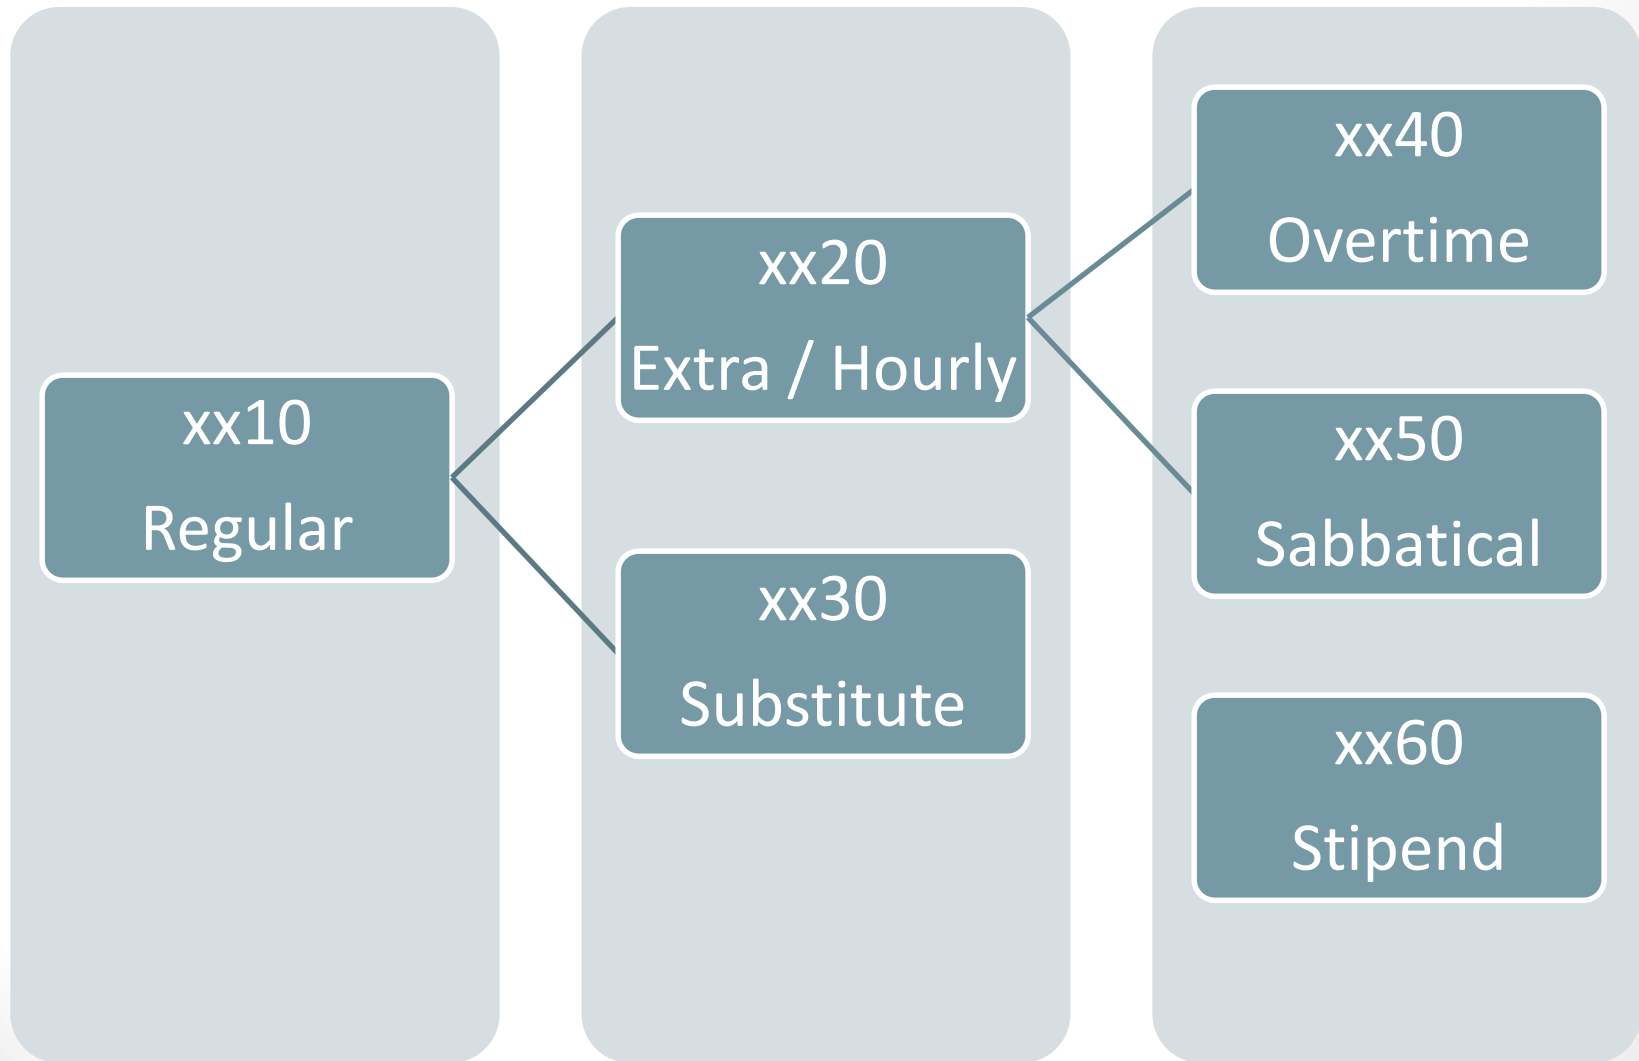 xx10
Regular
xx20
Extra / Hourly
xx30
Substitute
xx40
Overtime
xx50
Sabbatical
xx60
Stipend